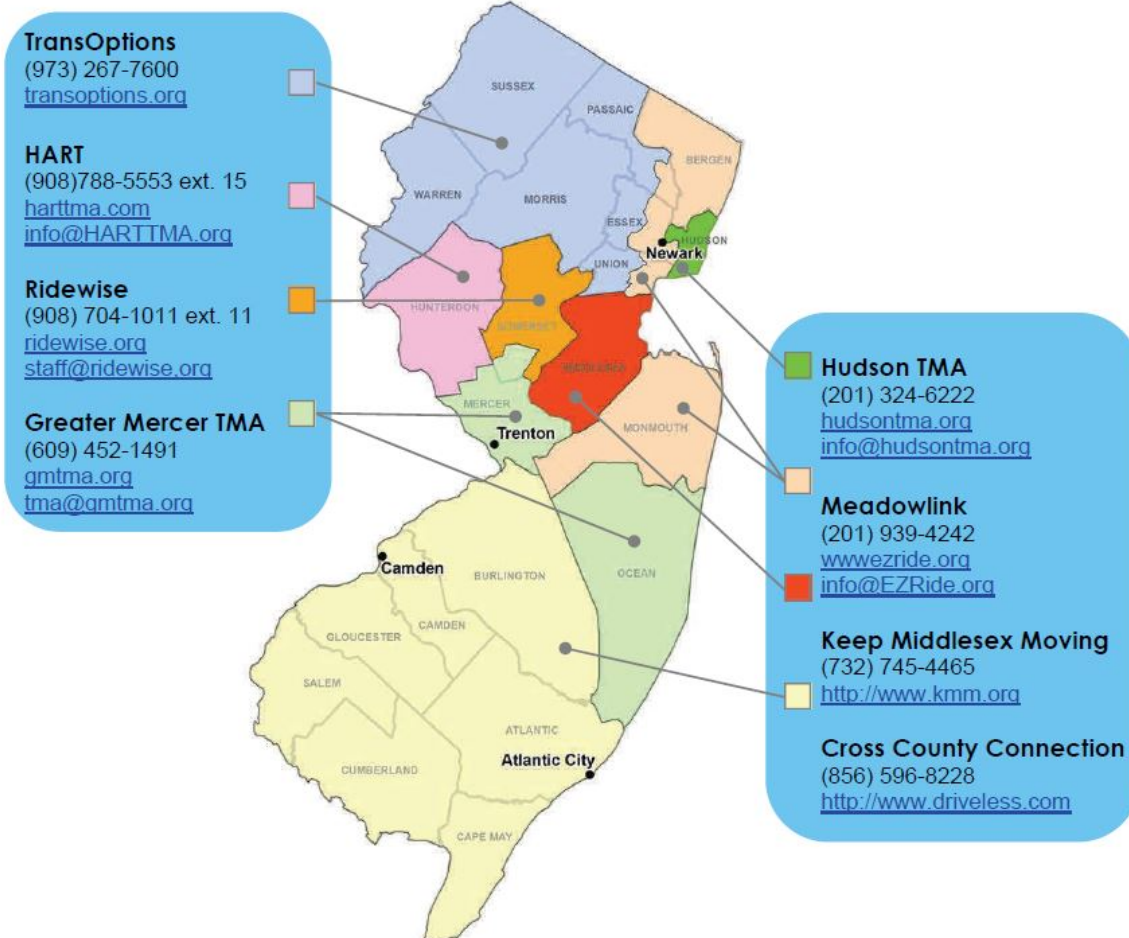 TransOptions
(973) 267-7600
transoptions.org
HART
(908)788-5553 ext. 15
harttma.com
info@HARTTMA.org
Ridewise
(908) 704-1011 ext. 11
ridewise.org
staff@ridewise.org
Greater Mercer TMA
(609) 452-1491
gmtma.org
tma@gmtma.org
SUSSEX
PASSAIC
BERGEN
WARREN
MORRIS
ESSEX
HUDSON
Newark
UNION
HUNTERDON
SOMERSET
MIDDLESEX
MERCER
Trenton
MONMOUTH
OCEAN
Camden
BURLINGTON
CAMDEN
GLOUCESTER
SALEM
ATLANTIC
Atlantic City
CUMBERLAND
CAPE MAY
Hudson TMA
(201) 324-6222
hudsontma.org
info@hudsontma.org
Meadowlink
(201) 939-4242
wwwezride.org
info@EZRide.org
Keep Middlesex Moving
(732) 745-4465
http://www.kmm.org
Cross County Connection
(856) 596-8228
http://www.driveless.com